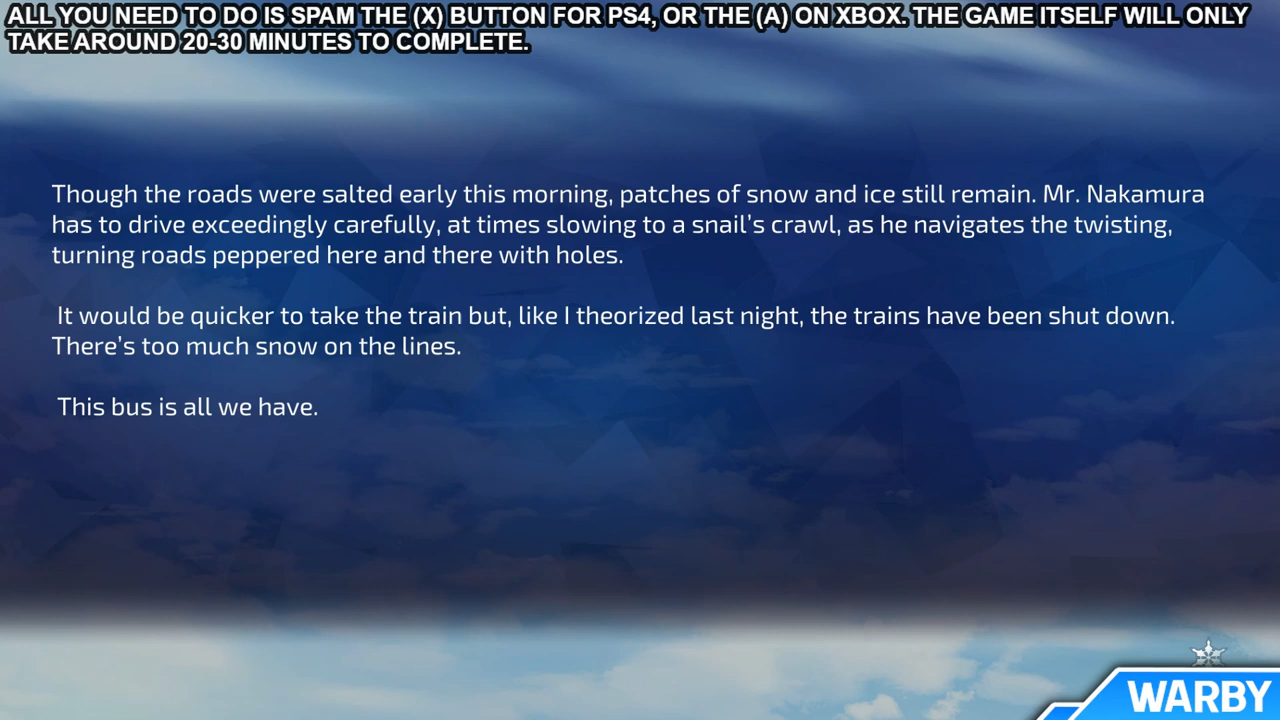 ALL YOU NEED TO DO IS SPAM THE (X) BUTTON FOR PS4, OR THE (A) ON XBOX. THE GAME ITSELF WILL ONLY
TAKE AROUND 20-30 MINUTES TO COMPLETE.
Though the roads were salted early this morning, patches of snow and ice still remain. Mr. Nakamura
has to drive exceedingly carefully, at times slowing to a snail's crawl, as he navigates the twisting,
turning roads peppered here and there with holes.
It would be quicker to take the train but, like I theorized last night, the trains have been shut down.
There's too much snow on the lines.
This bus is all we have.
WARBY